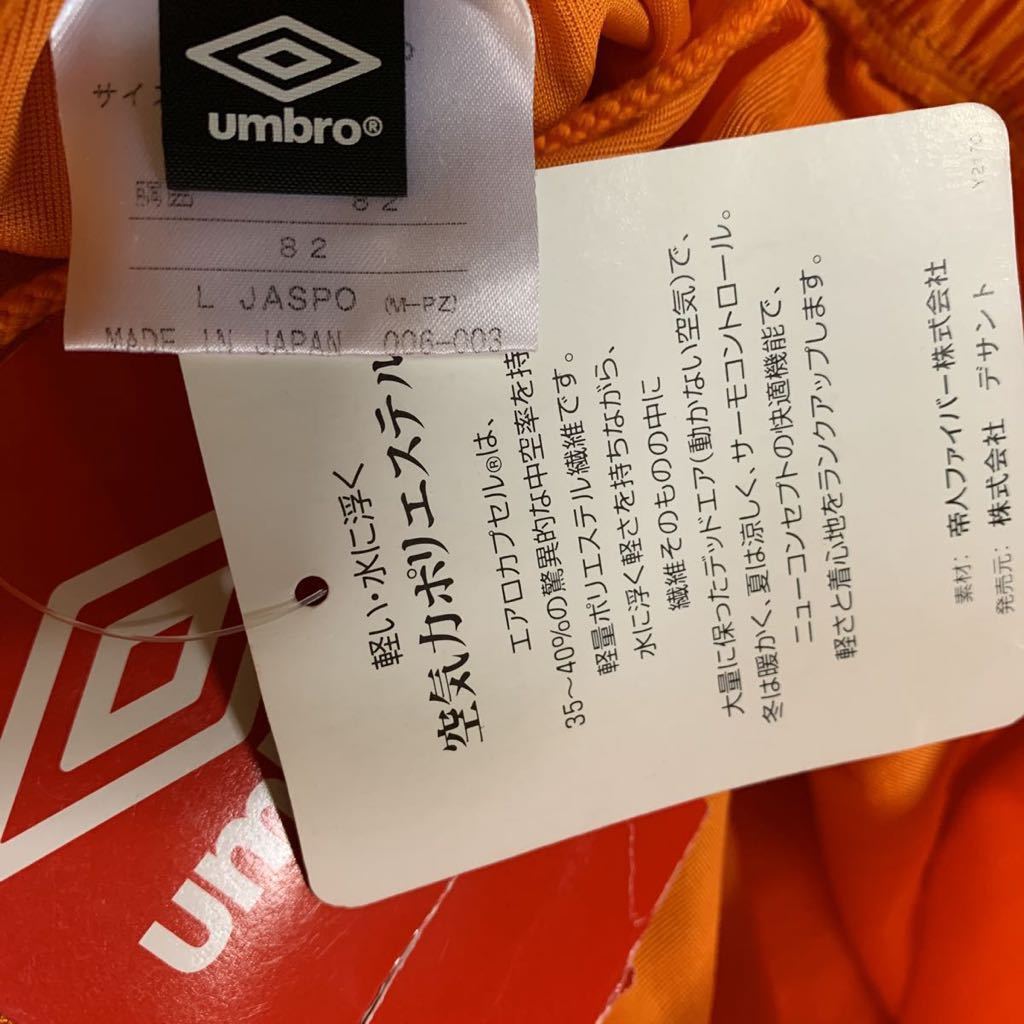 umbro®
サイ
胴囲 82
82
L JASPO (M-PZ)
MADE IN JAPAN 006-003
軽い・水に浮く
空気力ポリエステル
エアロカプセル®は、
35〜40%の驚異的な中空率を持
軽量ポリエステル繊維です。
水に浮く軽さを持ちながら、
繊維そのものの中に
大量に保ったデッドエア(動かない空気)で、
冬は暖かく、夏は涼しく、サーモコントロール。
ニューコンセプトの快適機能で、
軽さと着心地をランクアップします。
素材: 帝人ファイバー株式会社
発売元: 株式会社 デサント
Y2170
um